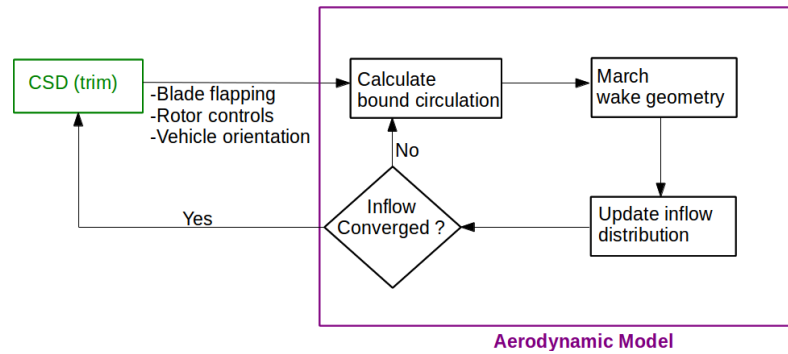 CSD (trim)
-Blade flapping
-Rotor controls
-Vehicle orientation
Calculate
bound circulation
March
wake geometry
No
Inflow
Converged ?
Yes
Update inflow
distribution
Aerodynamic Model